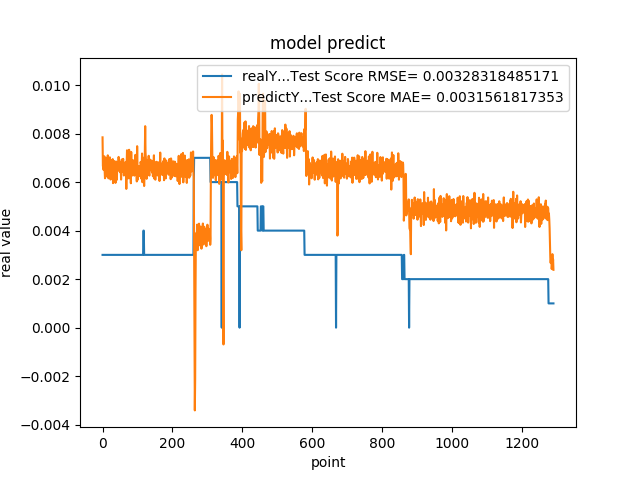 model predict
realY...Test Score RMSE= 0.00328318485171
predictY...Test Score MAE= 0.0031561817353
0.010
0.008
0.006
0.004
0.002
0.000
−0.002
−0.004
real value
0 200 400 600 800 1000 1200
point